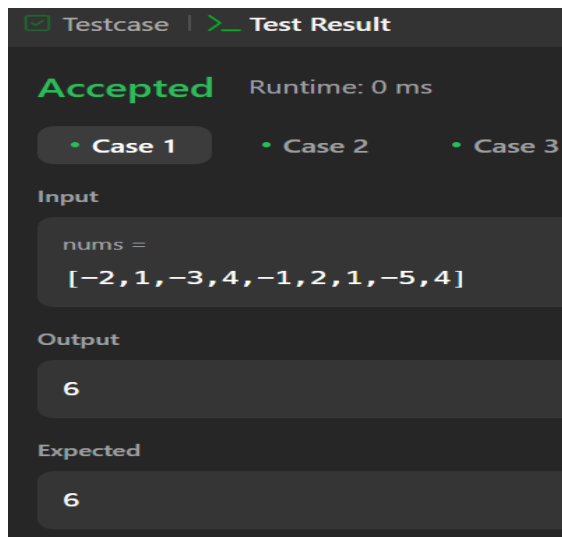 Testcase | >_ Test Result
Accepted Runtime: 0 ms
• Case 1 • Case 2 • Case 3
Input
nums =
[-2,1,-3,4,-1,2,1,-5,4]
Output
6
Expected
6